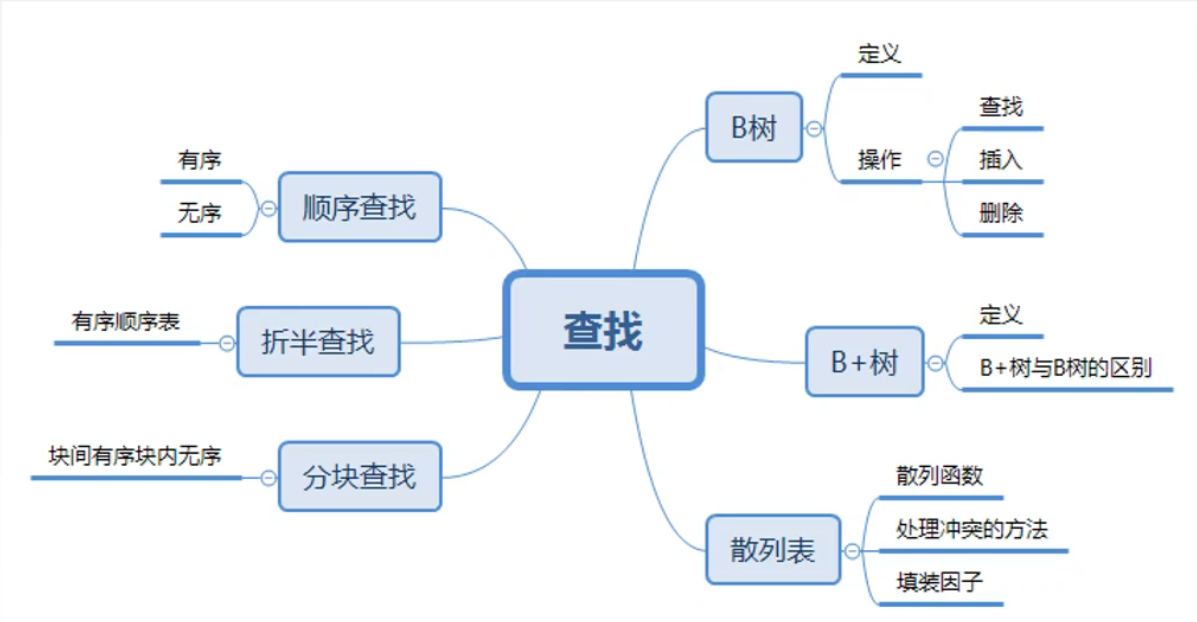 查找
顺序查找
有序
无序
折半查找
有序顺序表
分块查找
块间有序块内无序
B树
定义
操作
查找
插入
删除
B+树
定义
B+树与B树的区别
散列表
散列函数
处理冲突的方法
填装因子